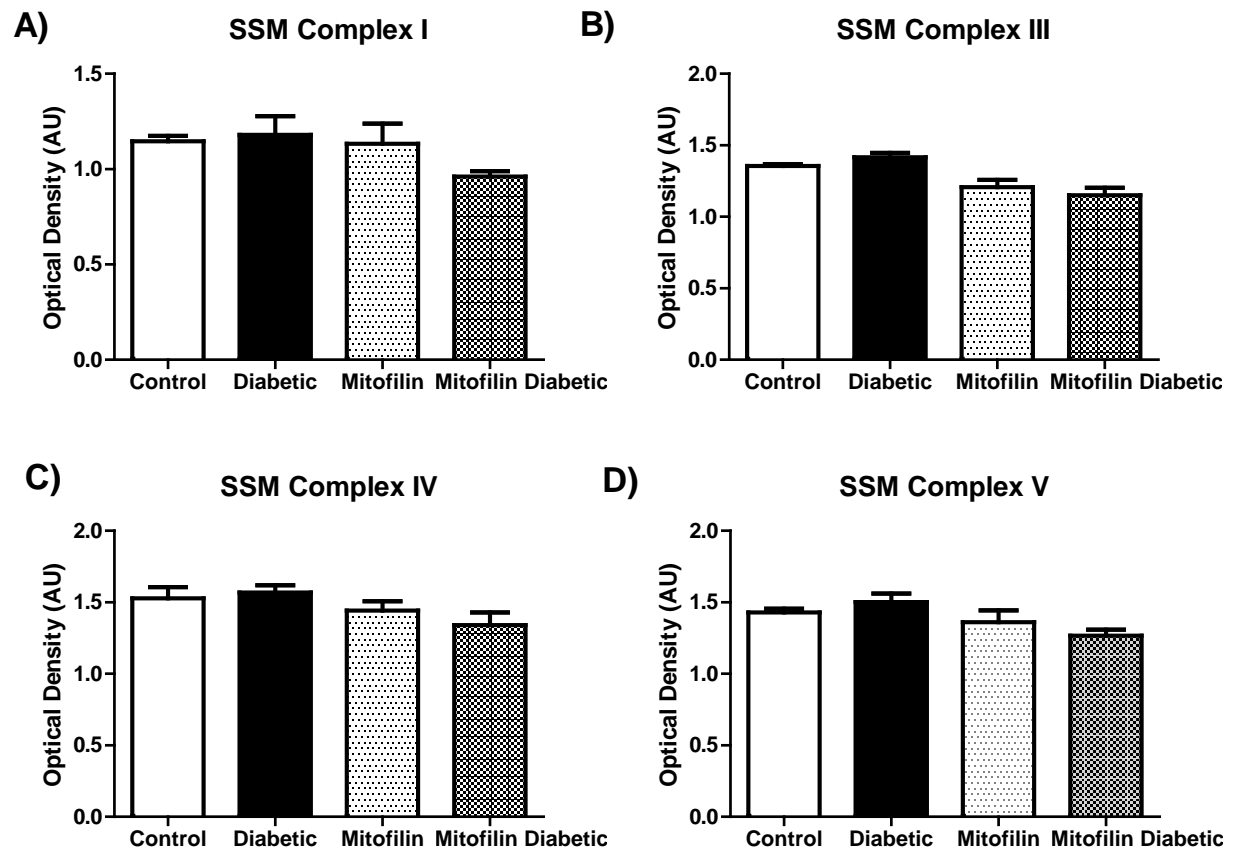 A)
SSM Complex I
Optical Density (AU)
1.5
1.0
0.5
0.0
Control Diabetic Mitofilin Mitofilin Diabetic
B)
SSM Complex III
Optical Density (AU)
2.0
1.5
1.0
0.5
0.0
Control Diabetic Mitofilin Mitofilin Diabetic
C)
SSM Complex IV
Optical Density (AU)
2.0
1.5
1.0
0.5
0.0
Control Diabetic Mitofilin Mitofilin Diabetic
D)
SSM Complex V
Optical Density (AU)
2.0
1.5
1.0
0.5
0.0
Control Diabetic Mitofilin Mitofilin Diabetic